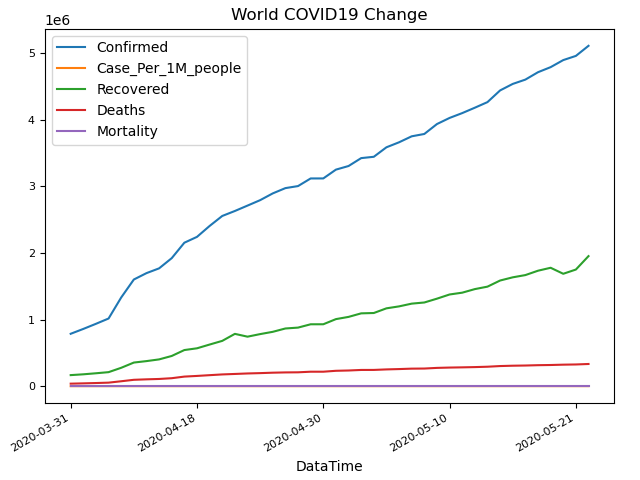 World COVID19 Change
1e6
Confirmed
Case_Per_1M_people
Recovered
Deaths
Mortality
5
4
3
2
1
0
2020-03-31
2020-04-18
2020-04-30
2020-05-10
2020-05-21
DataTime